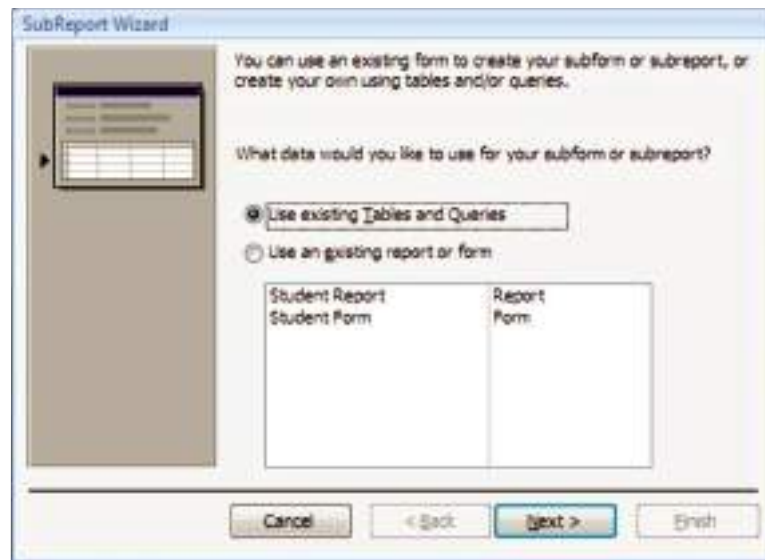 SubReport Wizard
You can use an existing form to create your subform or subreport, or
create your own using tables and/or queries.
What data would you like to use for your subform or subreport?
Use existing Tables and Queries
Use an existing report or form
Student Report Report
Student Form Form
Cancel < Back Next > Finish